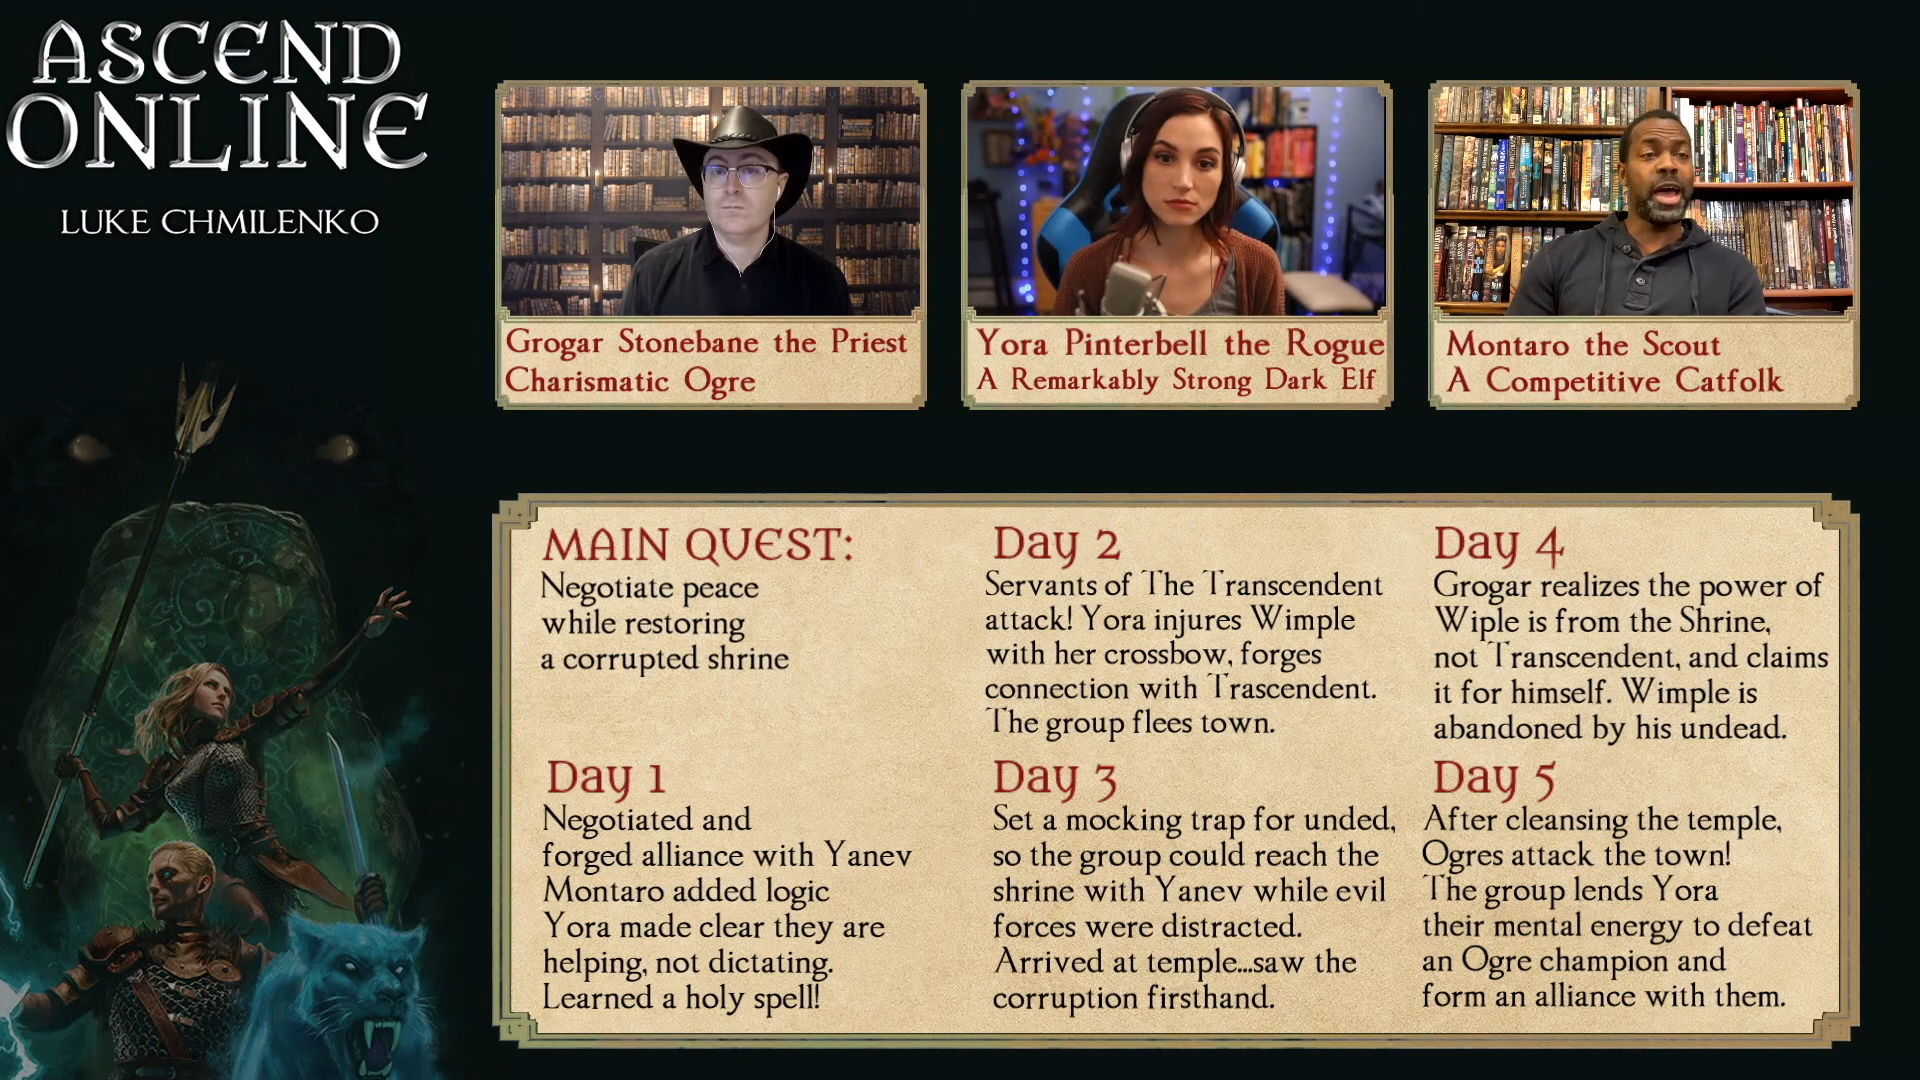 ASCEND
ONLINE
LUKE CHMILENKO
Grogar Stonebane the Priest
Charismatic Ogre
Yora Pinterbell the Rogue
A Remarkably Strong Dark Elf
Montaro the Scout
A Competitive Catfolk
MAIN QUEST:
Negotiate peace
while restoring
a corrupted shrine
Day 1
Negotiated and
forged alliance with Yanev
Montaro added logic
Yora made clear they are
helping, not dictating.
Learned a holy spell!
Day 2
Servants of The Transcendent
attack! Yora injures Wimple
with her crossbow, forges
connection with Trascendent.
The group flees town.
Day 3
Set a mocking trap for unded,
so the group could reach the
shrine with Yanev while evil
forces were distracted.
Arrived at temple...saw the
corruption firsthand.
Day 4
Grogar realizes the power of
Wiple is from the Shrine,
not Transcendent, and claims
it for himself. Wimple is
abandoned by his undead.
Day 5
After cleansing the temple,
Ogres attack the town!
The group lends Yora
their mental energy to defeat
an Ogre champion and
form an alliance with them.